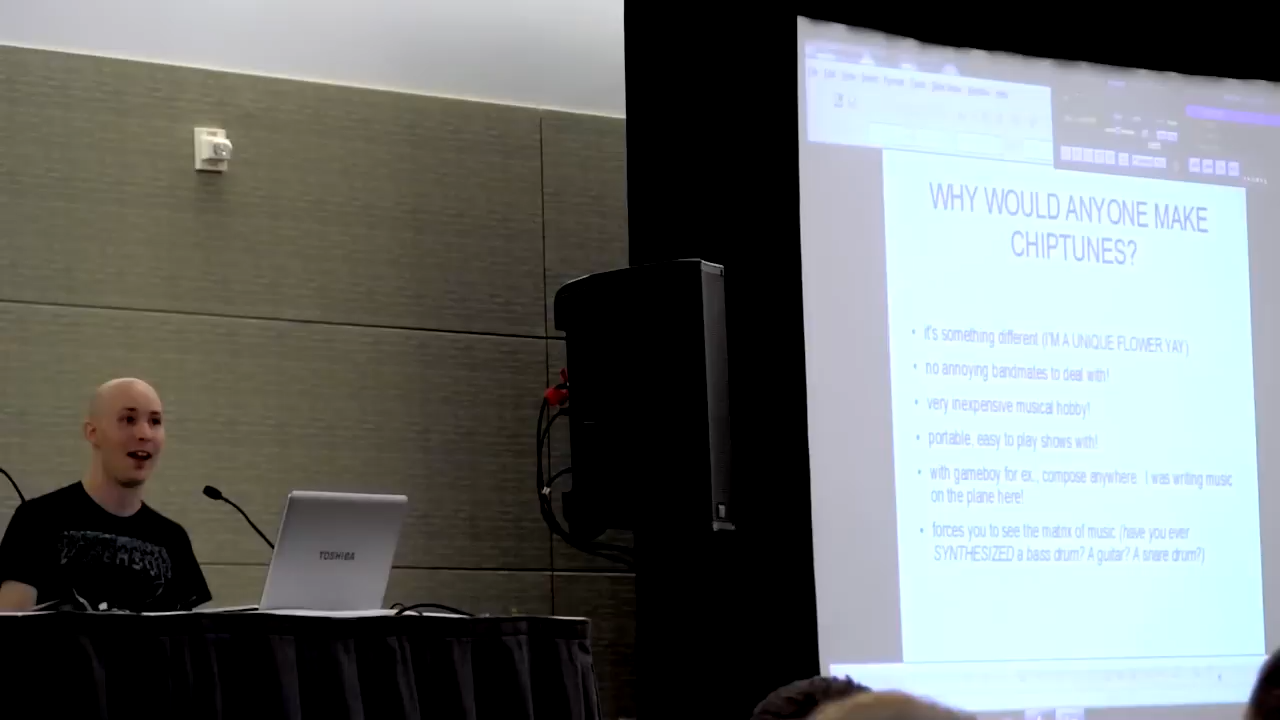 WHY WOULD ANYONE MAKE
CHIPTUNES?
it's something different (I'M A UNIQUE FLOWER YAY)
no annoying bandmates to deal with!
very inexpensive musical hobby!
portable, easy to play shows with!
with gameboy for ex., compose anywhere. I was writing music
on the plane here!
forces you to see the matrix of music (have you ever
SYNTHESIZED a bass drum? A guitar? A snare drum?)
TOSHIBA